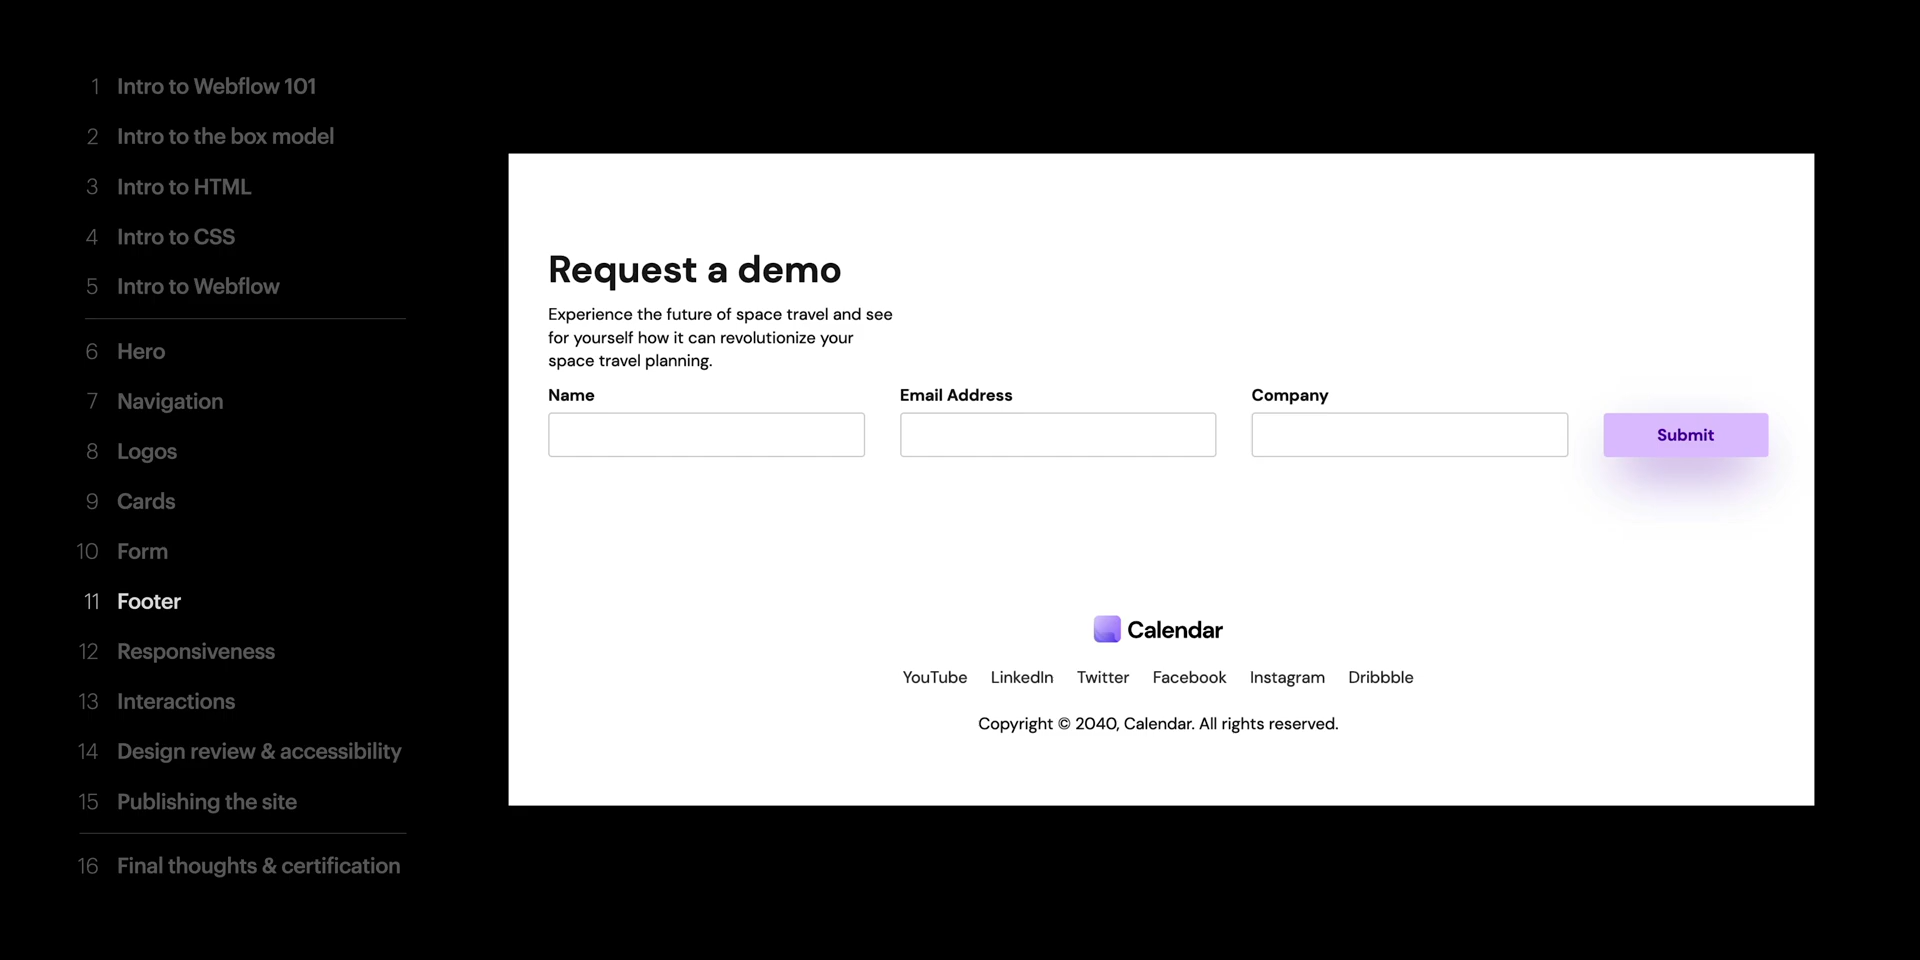 1 Intro to Webflow 101
2 Intro to the box model
3 Intro to HTML
4 Intro to CSS
5 Intro to Webflow
6 Hero
7 Navigation
8 Logos
9 Cards
10 Form
11 Footer
12 Responsiveness
13 Interactions
14 Design review & accessibility
15 Publishing the site
16 Final thoughts & certification
Request a demo
Experience the future of space travel and see
for yourself how it can revolutionize your
space travel planning.
Name Email Address Company
Submit
Calendar
YouTube LinkedIn Twitter Facebook Instagram Dribbble
Copyright © 2040, Calendar. All rights reserved.